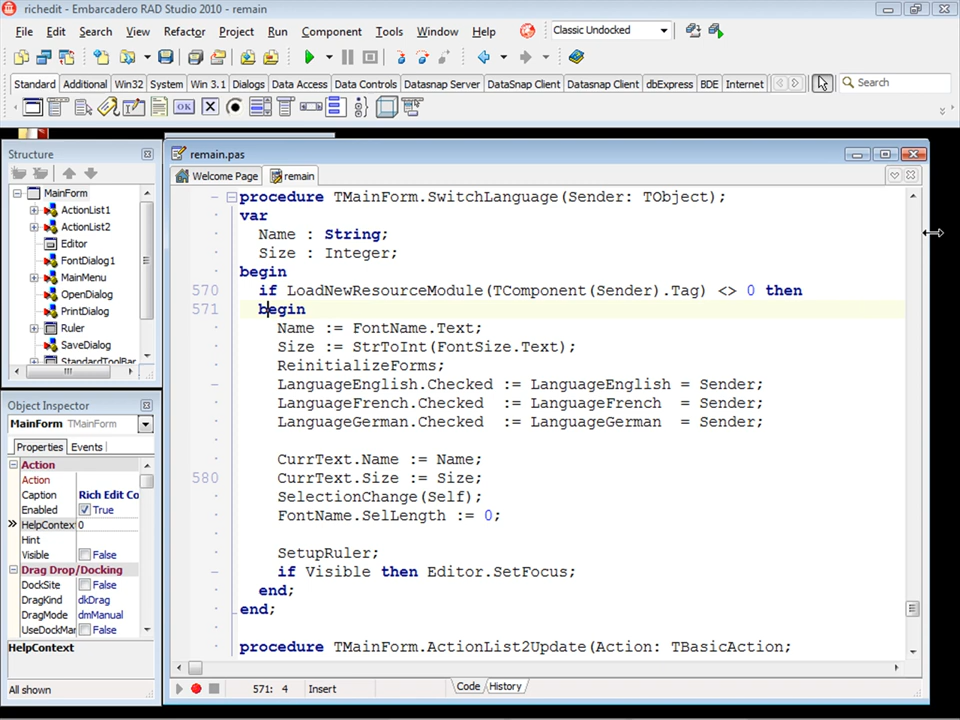 richedit - Embarcadero RAD Studio 2010 - remain
File Edit Search View Refactor Project Run Component Tools Window Help Classic Undocked
Standard Additional Win32 System Win 3.1 Dialogs Data Access Data Controls Datasnap Server DataSnap Client Datasnap Client dbExpress BDE Internet Search
OK
Structure
MainForm
ActionList1
ActionList2
Editor
FontDialog1
MainMenu
OpenDialog
PrintDialog
Ruler
SaveDialog
StandardToolBar
Object Inspector
MainForm TMainForm
Properties Events
Action
Action
Caption Rich Edit Co
Enabled True
HelpContext 0
Hint
Visible False
Drag Drop/Docking
DockSite False
DragKind dkDrag
DragMode dmManual
UseDockMar False
HelpContext
All shown
remain.pas
Welcome Page remain
procedure TMainForm.SwitchLanguage(Sender: TObject);
var
Name : String;
Size : Integer;
begin
570 if LoadNewResourceModule(TComponent(Sender).Tag) <> 0 then
571 begin
Name := FontName.Text;
Size := StrToInt(FontSize.Text);
ReinitializeForms;
LanguageEnglish.Checked := LanguageEnglish = Sender;
LanguageFrench.Checked := LanguageFrench = Sender;
LanguageGerman.Checked := LanguageGerman = Sender;
CurrText.Name := Name;
580 CurrText.Size := Size;
SelectionChange(Self);
FontName.SelLength := 0;
SetupRuler;
if Visible then Editor.SetFocus;
end;
end;
procedure TMainForm.ActionList2Update(Action: TBasicAction;
571: 4 Insert Code History